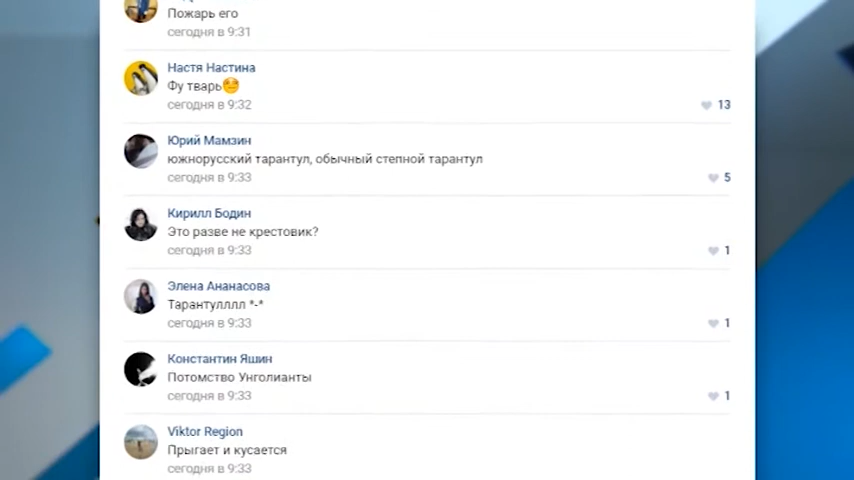 Пожарь его
сегодня в 9:31
Настя Настина
Фу тварь
сегодня в 9:32
13
Юрий Мамзин
южнорусский тарантул, обычный степной тарантул
сегодня в 9:33
5
Кирилл Бодин
Это разве не крестовик?
сегодня в 9:33
1
Элена Ананасова
Тарантулллл *-*
сегодня в 9:33
1
Константин Яшин
Потомство Унголианты
сегодня в 9:33
1
Viktor Region
Прыгает и кусается
сегодня в 9:33